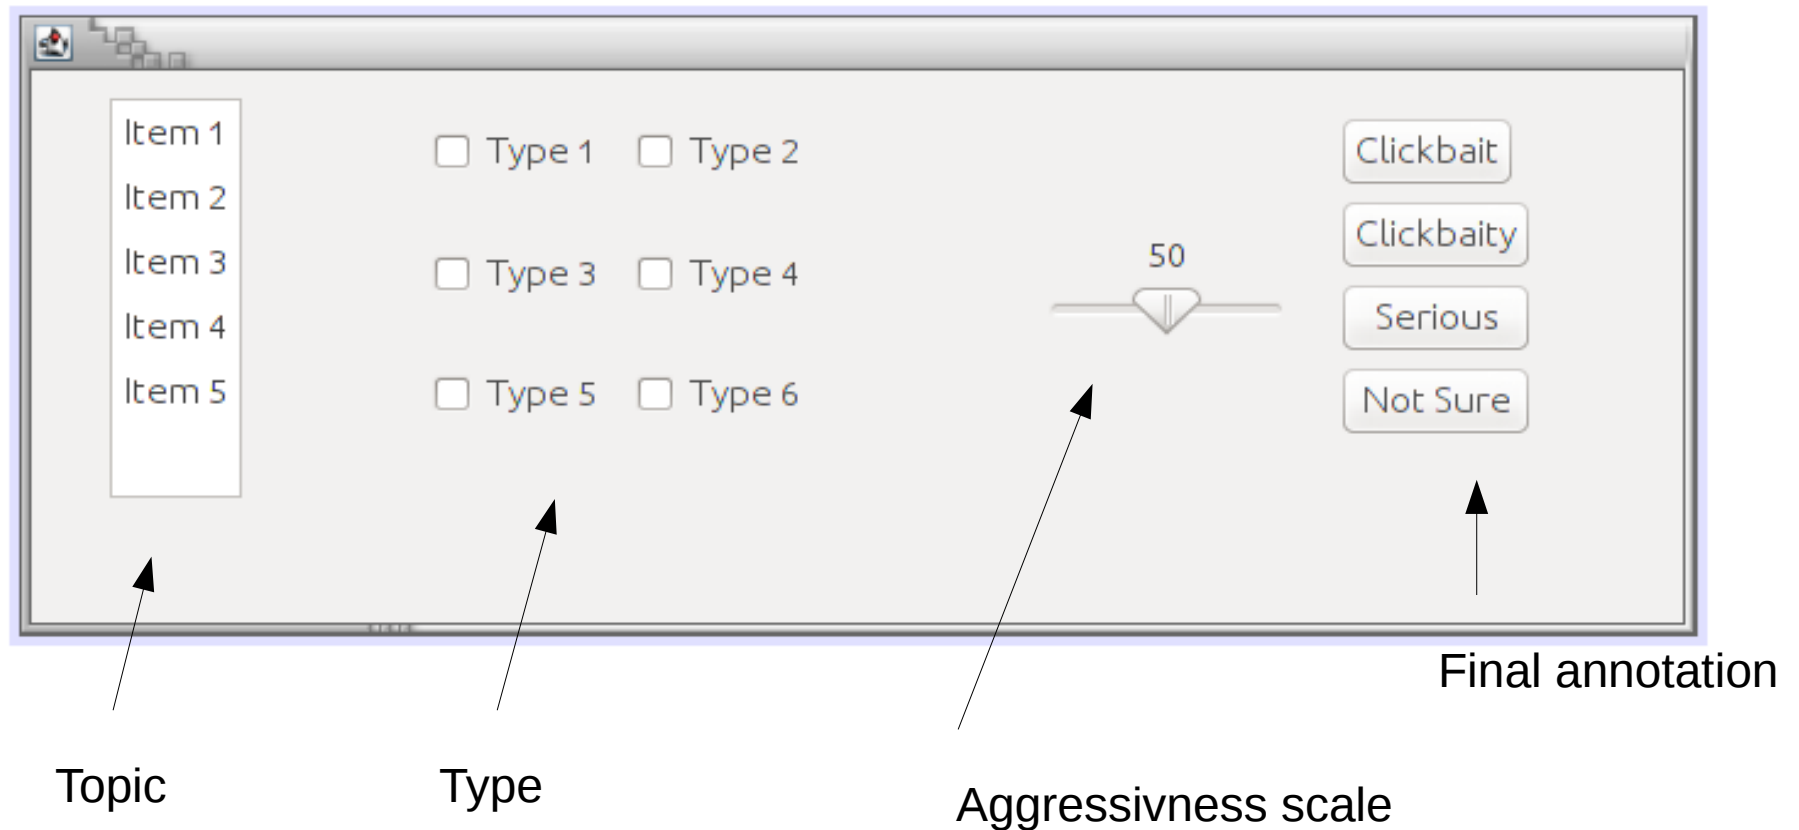 Item 1
Item 2
Item 3
Item 4
Item 5
Type 1 Type 2
Type 3 Type 4
Type 5 Type 6
50
Clickbait
Clickbaity
Serious
Not Sure
Topic
Type
Aggressivness scale
Final annotation